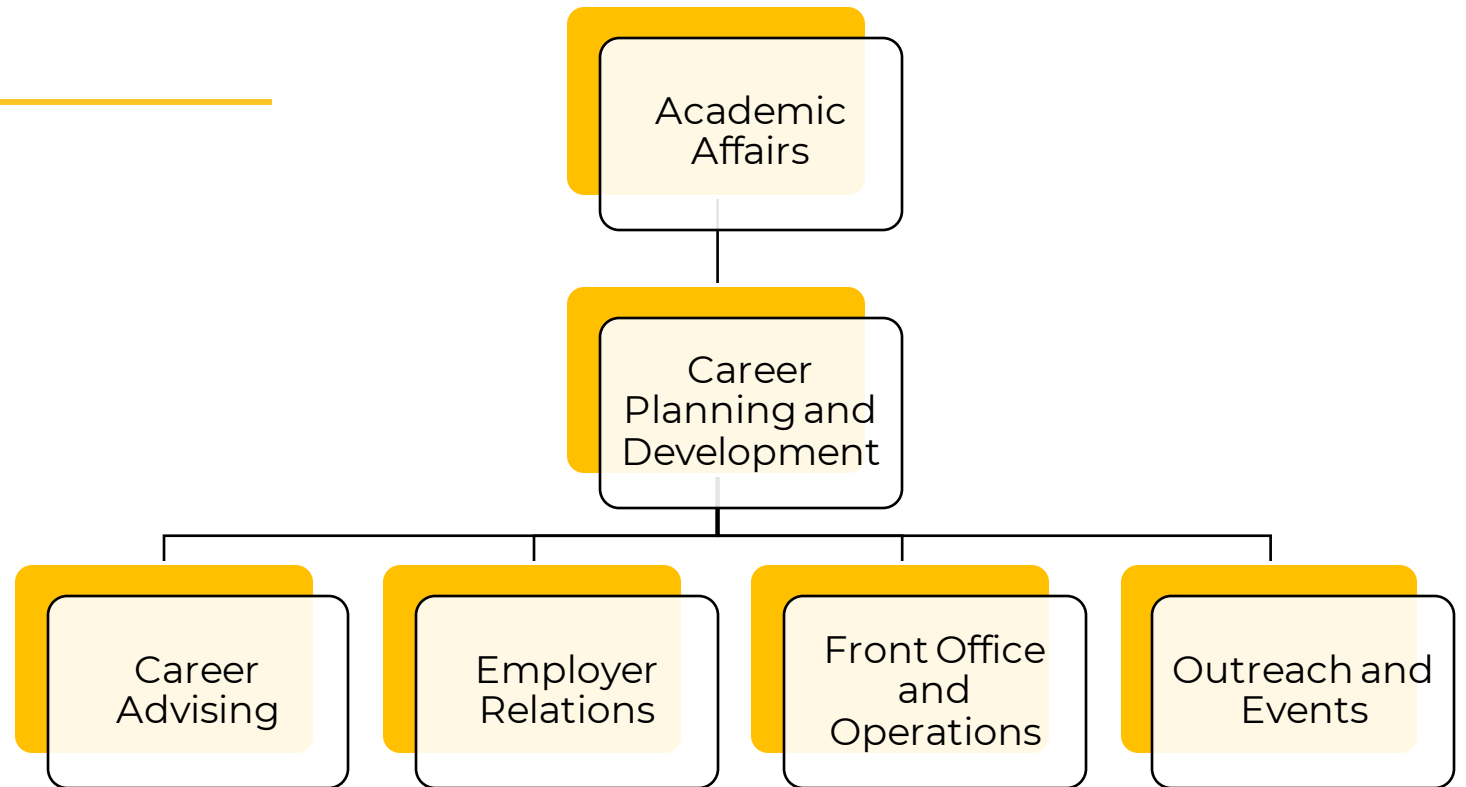 Academic
Affairs
Career
Planning and
Development
Career
Advising
Employer
Relations
Front Office
and
Operations
Outreach and
Events